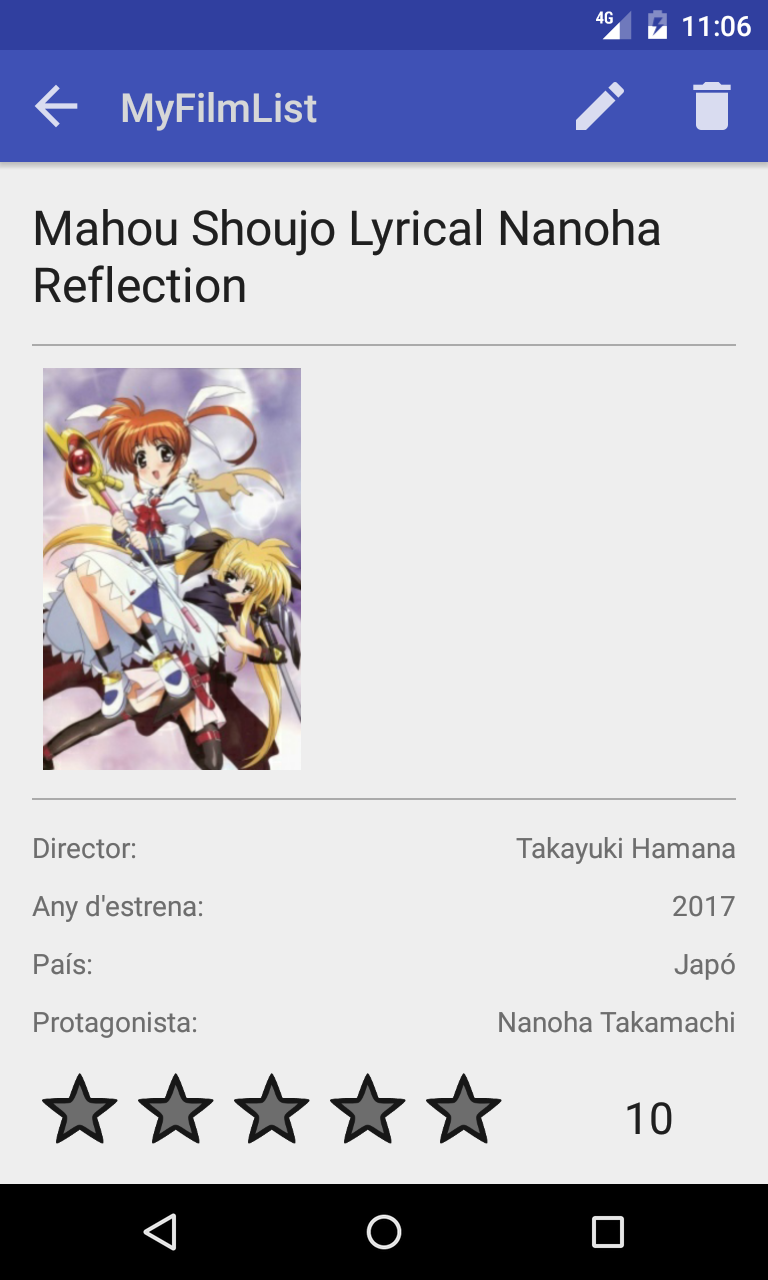 4G 11:06
MyFilmList
Mahou Shoujo Lyrical Nanoha
Reflection
Director: Takayuki Hamana
Any d'estrena: 2017
País: Japó
Protagonista: Nanoha Takamachi
10